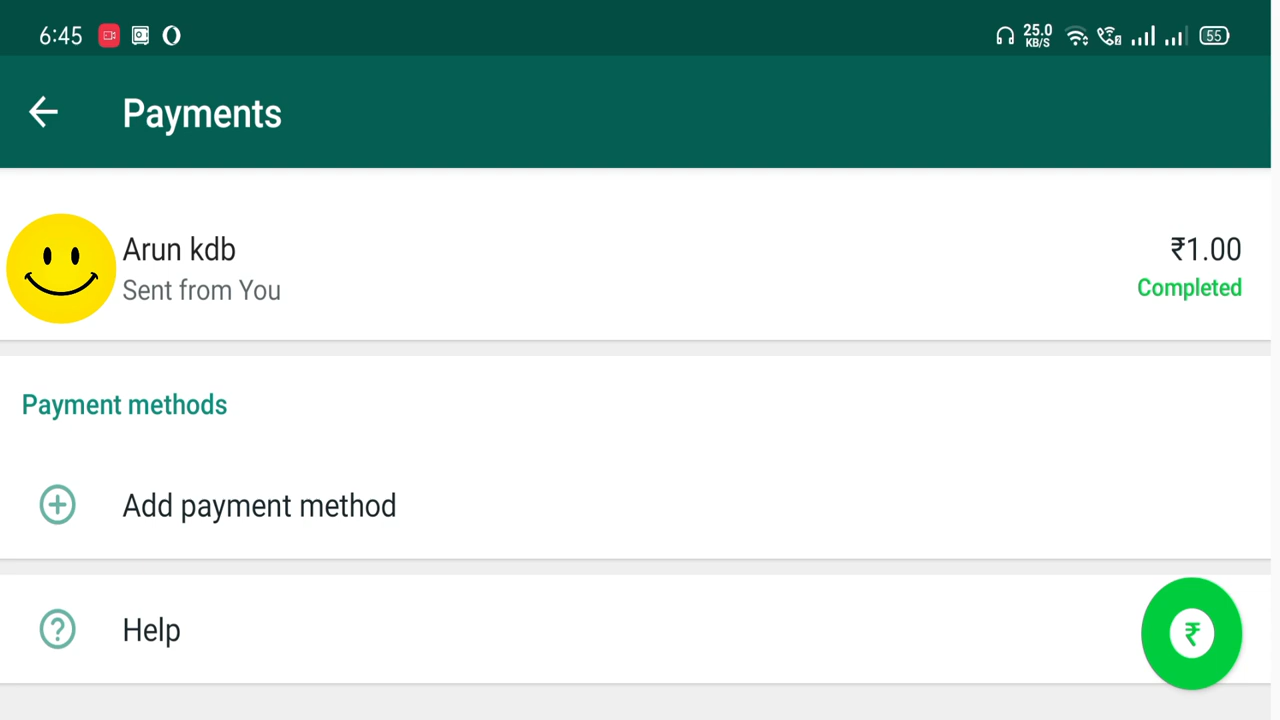 6:45 25.0 KB/S 55
Payments
Arun kdb ₹1.00
Sent from You Completed
Payment methods
Add payment method
Help
₹